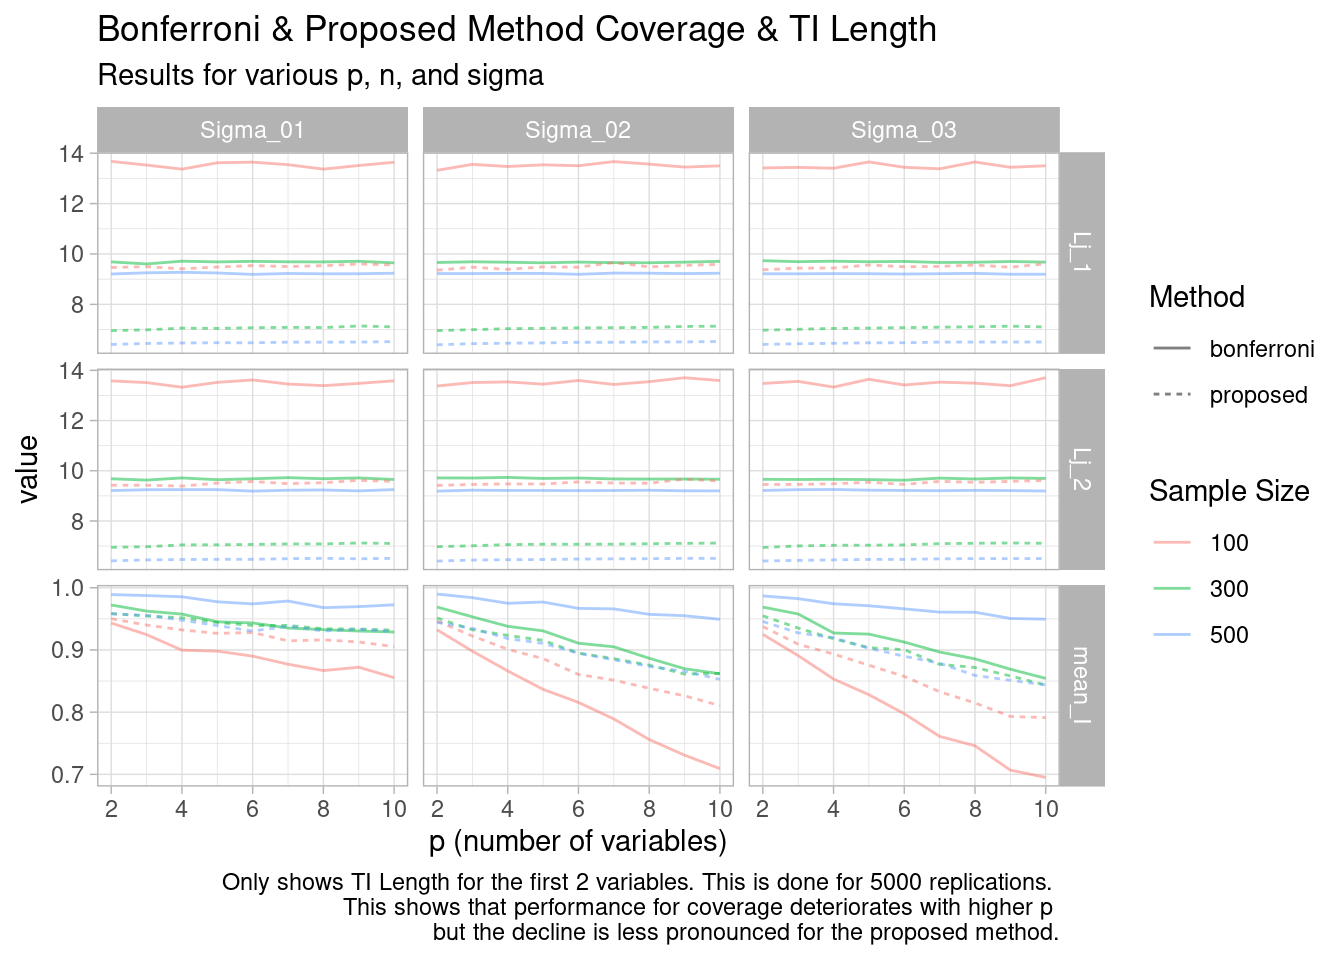 Bonferroni & Proposed Method Coverage & TI Length
Results for various p, n, and sigma
Sigma_01 Sigma_02 Sigma_03
14
12
10
8
Lj_1
14
12
10
8
Lj_2
1.0
0.9
0.8
0.7
mean_I
value
2 4 6 8 10 2 4 6 8 10 2 4 6 8 10
p (number of variables)
Method
bonferroni
proposed
Sample Size
100
300
500
Only shows TI Length for the first 2 variables. This is done for 5000 replications.
This shows that performance for coverage deteriorates with higher p
but the decline is less pronounced for the proposed method.